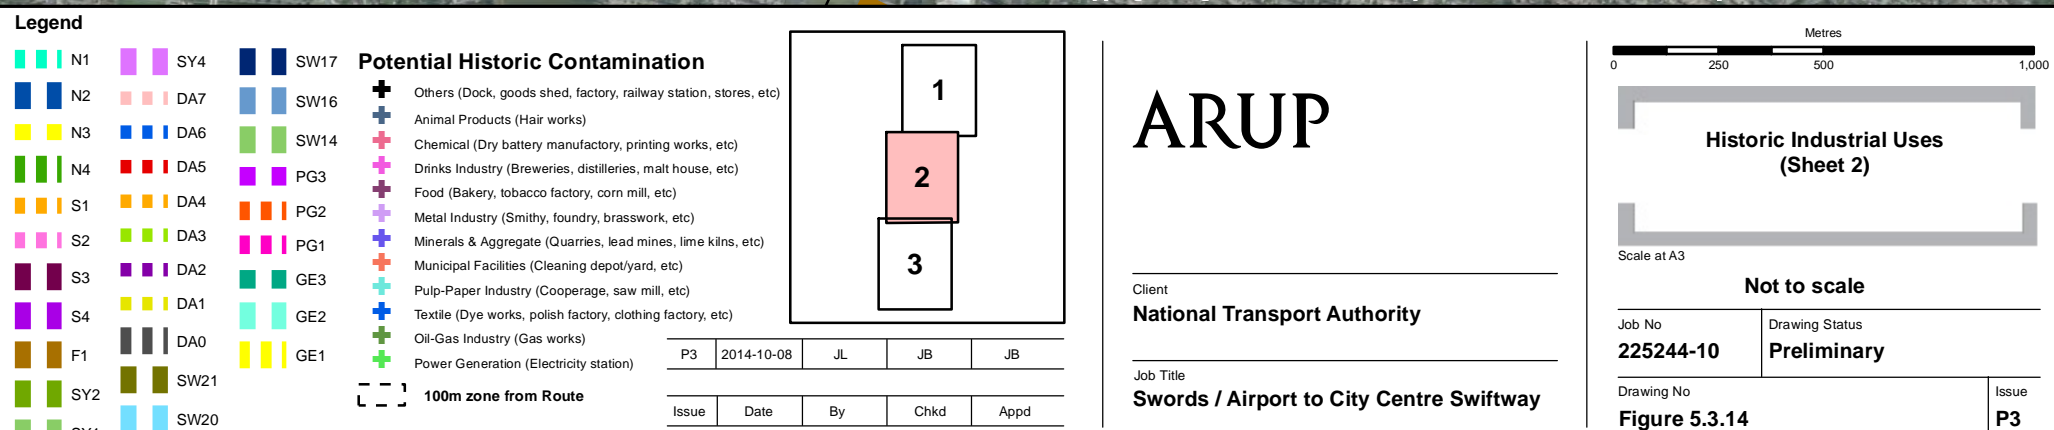 Legend
N1
N2
N3
N4
S1
S2
S3
S4
F1
SY2
SY4
DA7
DA6
DA5
DA4
DA3
DA2
DA1
DA0
SW21
SW20
SW17
SW16
SW14
PG3
PG2
PG1
GE3
GE2
GE1
Potential Historic Contamination
Others (Dock, goods shed, factory, railway station, stores, etc)
Animal Products (Hair works)
Chemical (Dry battery manufactory, printing works, etc)
Drinks Industry (Breweries, distilleries, malt house, etc)
Food (Bakery, tobacco factory, corn mill, etc)
Metal Industry (Smithy, foundry, brasswork, etc)
Minerals & Aggregate (Quarries, lead mines, lime kilns, etc)
Municipal Facilities (Cleaning depot/yard, etc)
Pulp-Paper Industry (Cooperage, saw mill, etc)
Textile (Dye works, polish factory, clothing factory, etc)
Oil-Gas Industry (Gas works)
Power Generation (Electricity station)
100m zone from Route
1
2
3
P3 2014-10-08 JL JB JB
Issue Date By Chkd Appd
ARUP
Client
National Transport Authority
Job Title
Swords / Airport to City Centre Swiftway
Metres
0 250 500 1,000
Historic Industrial Uses
(Sheet 2)
Scale at A3
Not to scale
Job No
225244-10
Drawing Status
Preliminary
Drawing No
Figure 5.3.14
Issue
P3